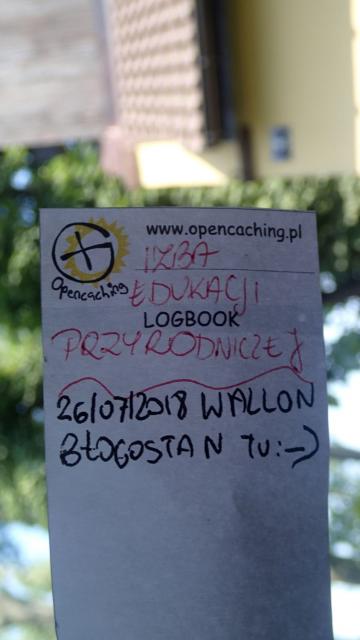 www.opencaching.pl
Opencaching
IZBA
EDUKACJI
LOGBOOK
PRZYRODNICZEJ
26/07/2018 WALLON
BŁOGOSTAN TU:-)